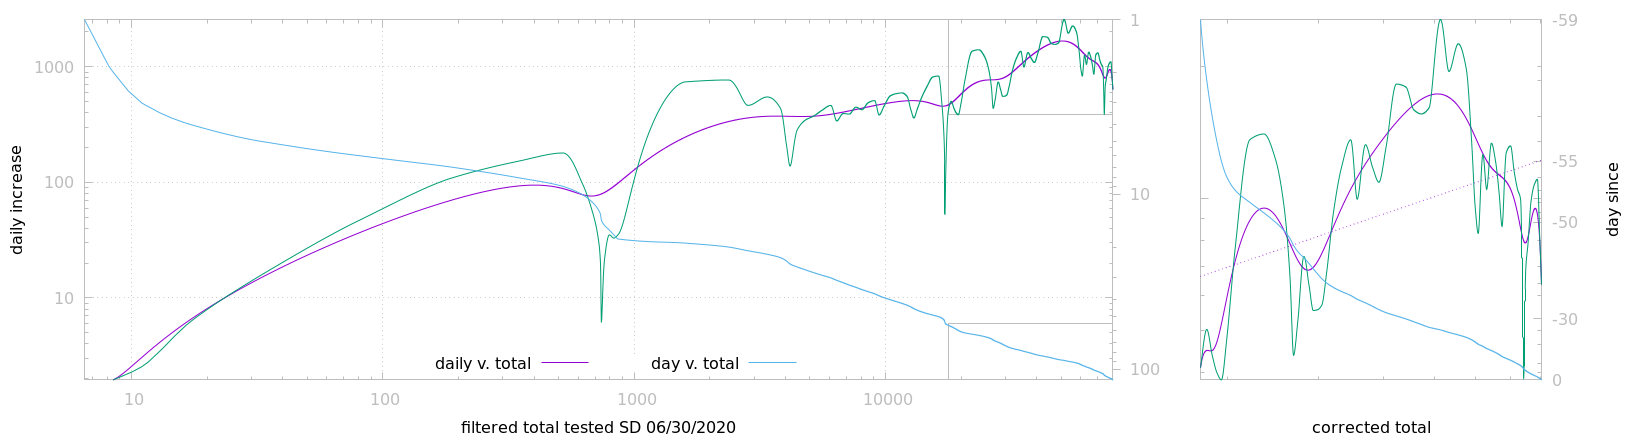 1
-59
1000
daily increase
100
10
-55
-50
day since
10
-30
daily v. total
day v. total
100
0
10
100
1000
10000
filtered total tested SD 06/30/2020
corrected total